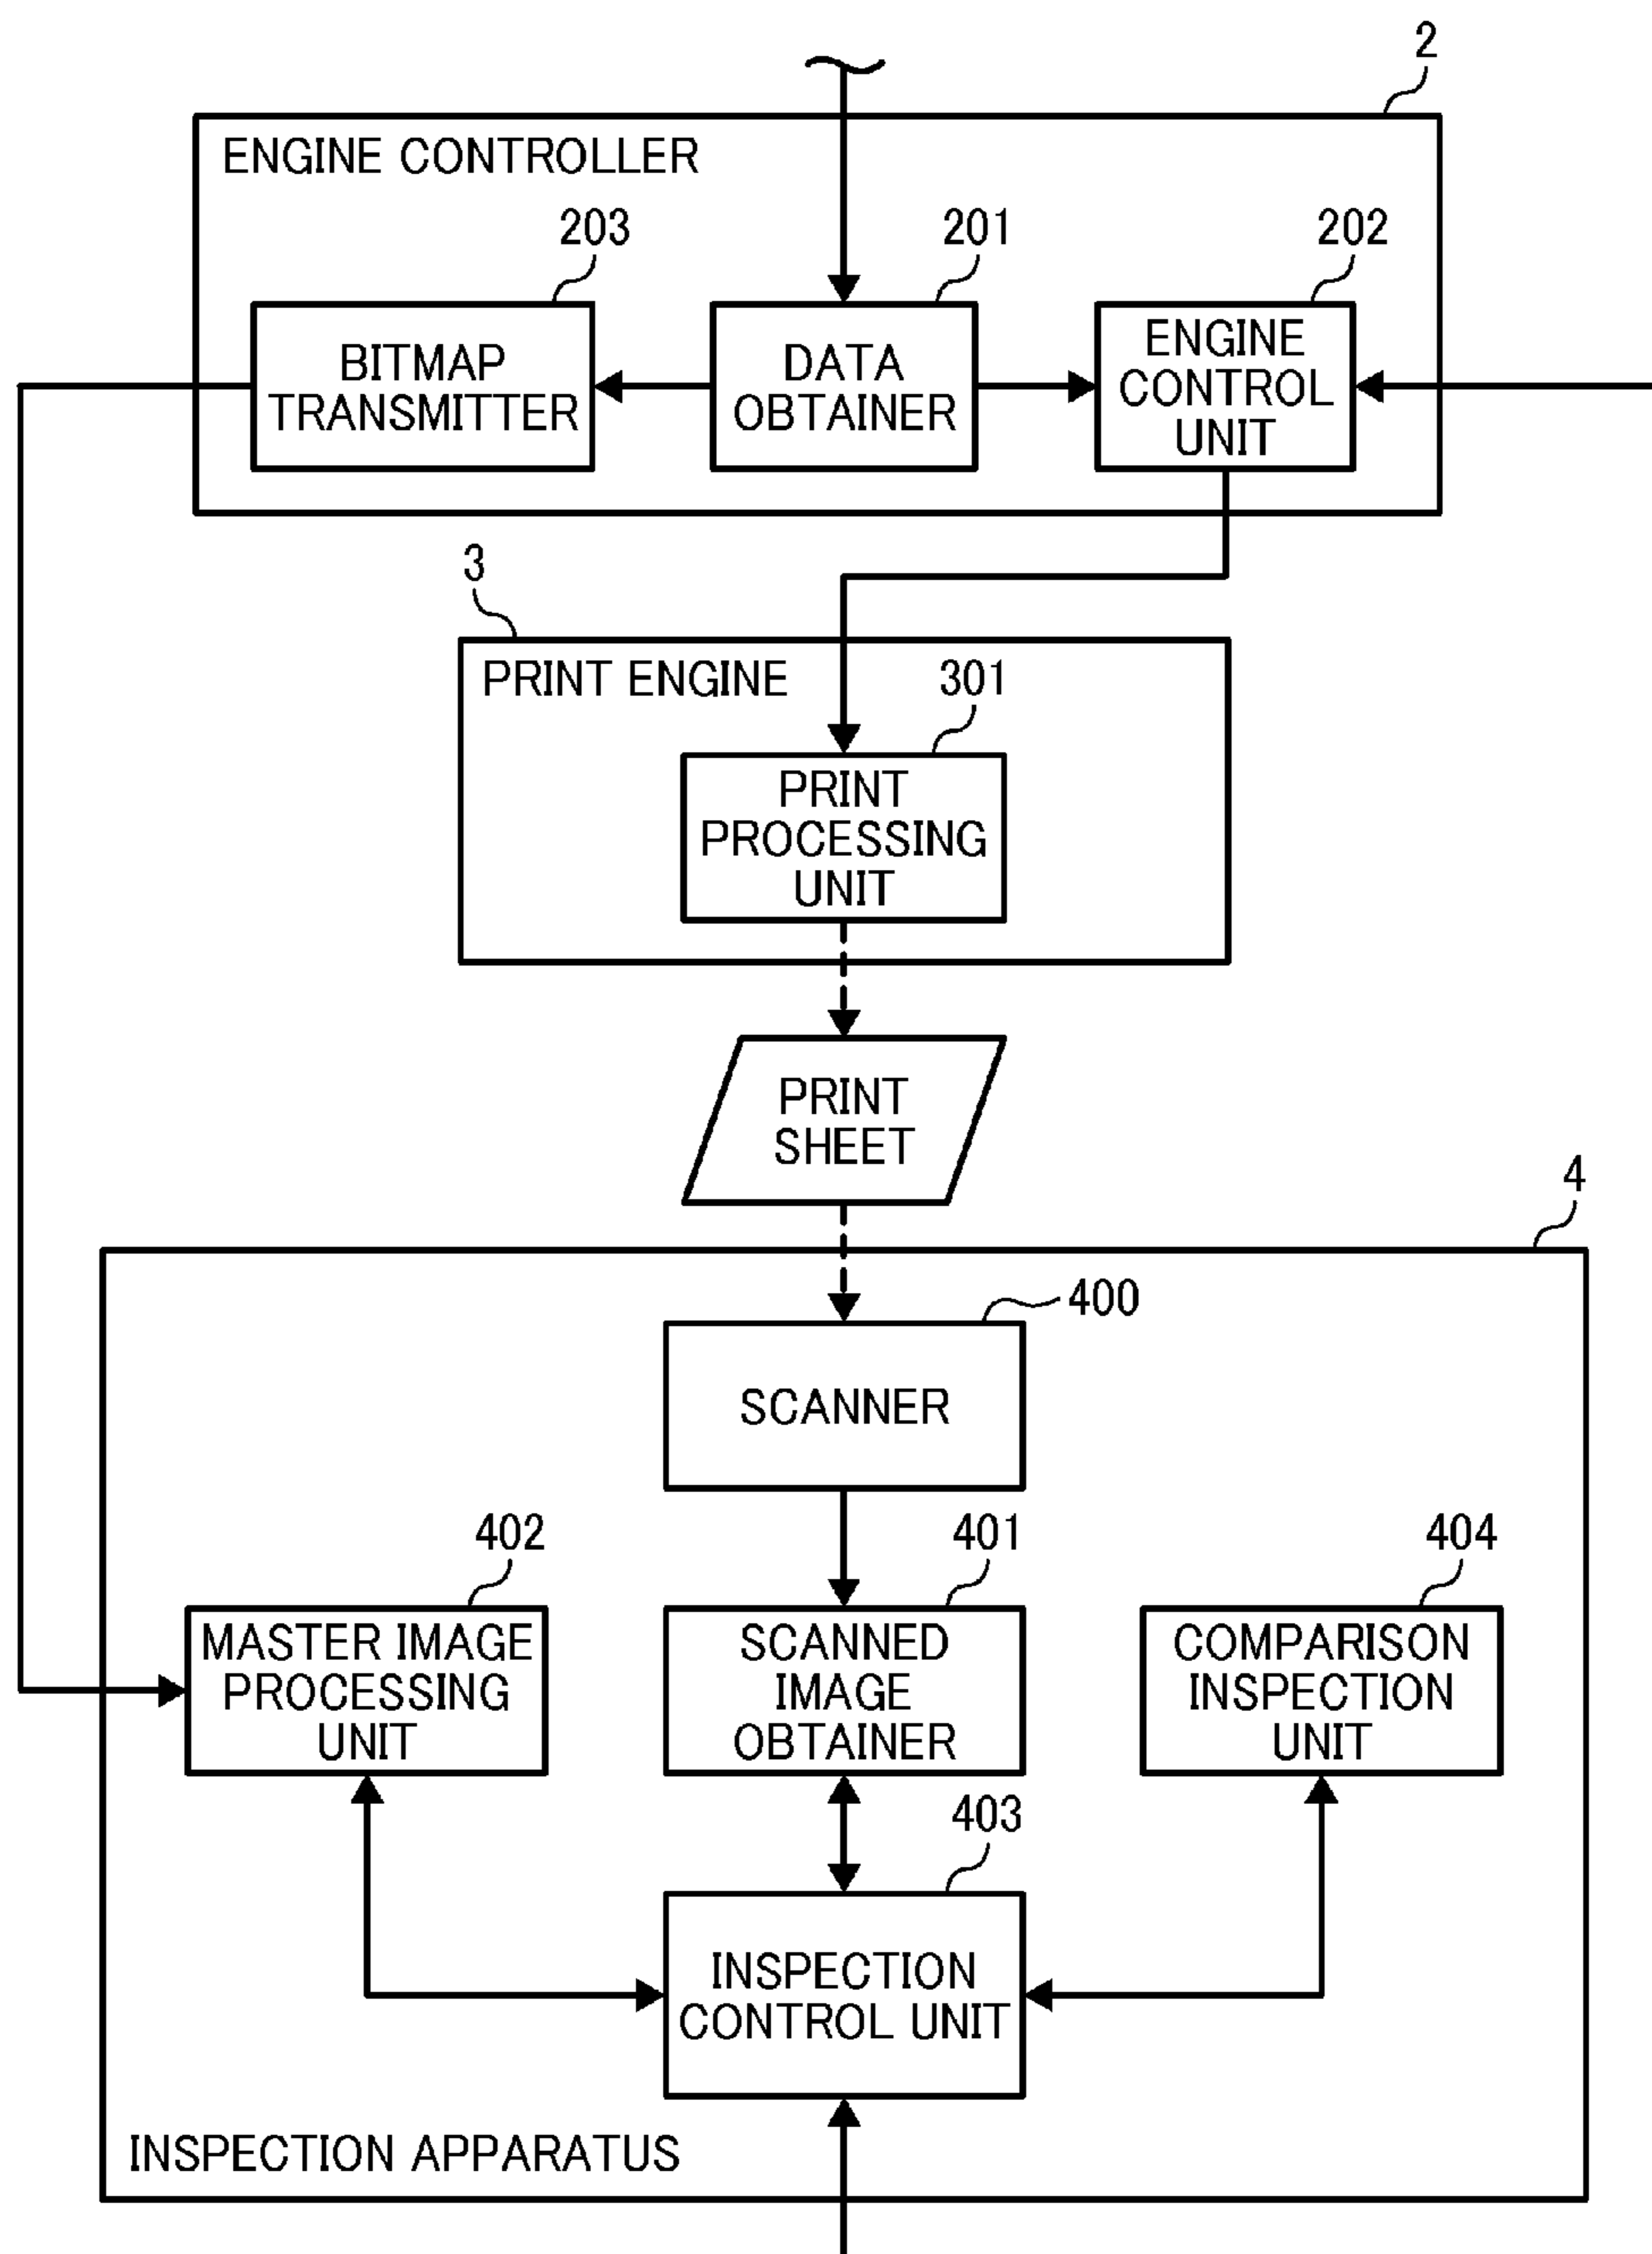 2
ENGINE CONTROLLER
203
201
202
BITMAP
TRANSMITTER
DATA
OBTAINER
ENGINE
CONTROL
UNIT
3
PRINT ENGINE
301
PRINT
PROCESSING
UNIT
PRINT
SHEET
4
400
SCANNER
402
401
404
MASTER IMAGE
PROCESSING
UNIT
SCANNED
IMAGE
OBTAINER
COMPARISON
INSPECTION
UNIT
403
INSPECTION
CONTROL UNIT
INSPECTION APPARATUS